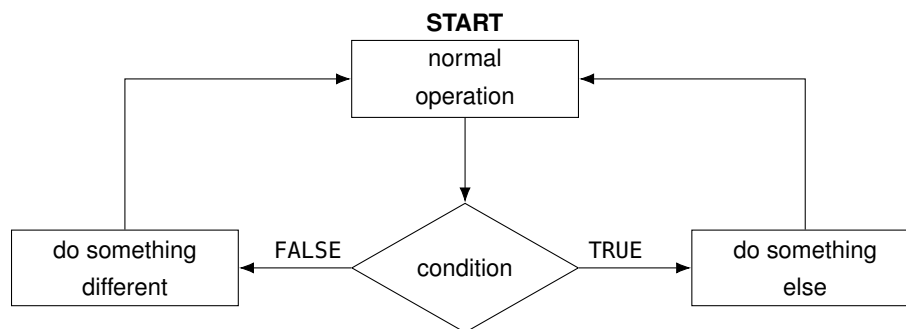 START
normal
operation
do something
different
FALSE
condition
TRUE
do something
else